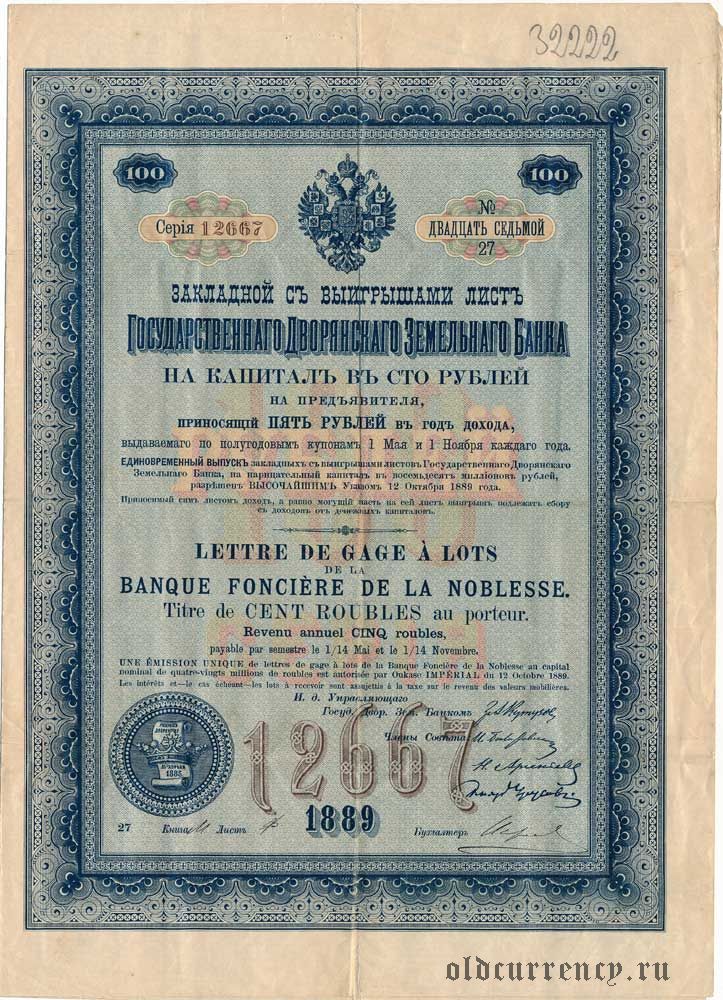 32222
100
100
Серія 12667
№
ДВАДЦАТЬ СЕДЬМОЙ
27
ЗАКЛАДНОЙ СЪ ВЫИГРЫШАМИ ЛИСТЪ
ГОСУДАРСТВЕННАГО ДВОРЯНСКАГО ЗЕМЕЛЬНАГО БАНКА
НА КАПИТАЛЪ ВЪ СТО РУБЛЕЙ
НА ПРЕДЪЯВИТЕЛЯ,
ПРИНОСЯЩІЙ ПЯТЬ РУБЛЕЙ ВЪ ГОДЪ ДОХОДА,
выдаваемаго по полугодовымъ купонамъ 1 Мая и 1 Ноября каждаго года.
ЕДИНОВРЕМЕННЫЙ ВЫПУСКЪ закладныхъ съ выигрышами листовъ Государственнаго Дворянскаго
Земельнаго Банка, на нарицательный капиталъ въ восемьдесятъ милліоновъ рублей,
разрѣшенъ ВЫСОЧАЙШИМЪ Указомъ 12 Октября 1889 года.
Приносимый симъ листомъ доходъ, а равно могущій пасть на сей листъ выигрышъ подлежатъ сбору
съ доходовъ отъ денежныхъ капиталовъ.
LETTRE DE GAGE À LOTS
DE LA
BANQUE FONCIÈRE DE LA NOBLESSE.
Titre de CENT ROUBLES au porteur.
Revenu annuel CINQ roubles,
payable par semestre le 1/14 Mai et le 1/14 Novembre.
UNE ÉMISSION UNIQUE de lettres de gage à lots de la Banque Foncière de la Noblesse au capital
nominal de quatre-vingts millions de roubles est autorisée par Oukase IMPÉRIAL du 12 Octobre 1889.
Les intérêts et—le cas échéant—les lots à recevoir sont assujettis à la taxe sur le revenu des valeurs mobilières.
И. д. Управляющаго
Госуд. Двор. Зем. Банкомъ
Члены Совѣта
12667
1885
1889
27 Книга Листъ
Бухгалтеръ
oldcurrency.ru